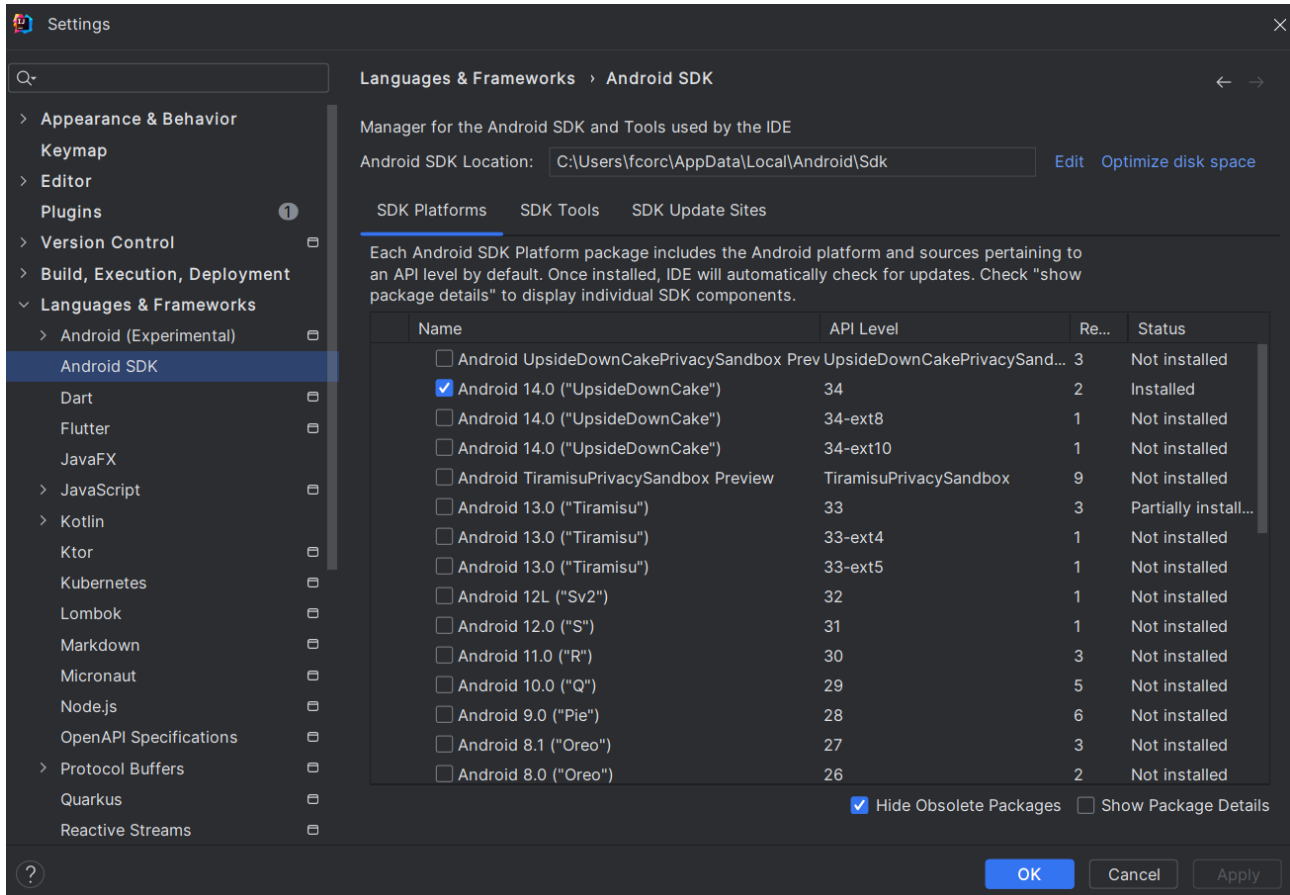 Settings
Appearance & Behavior
Keymap
Editor
Plugins 1
Version Control
Build, Execution, Deployment
Languages & Frameworks
Android (Experimental)
Android SDK
Dart
Flutter
JavaFX
JavaScript
Kotlin
Ktor
Kubernetes
Lombok
Markdown
Micronaut
Node.js
OpenAPI Specifications
Protocol Buffers
Quarkus
Reactive Streams
Languages & Frameworks › Android SDK
Manager for the Android SDK and Tools used by the IDE
Android SDK Location: C:\Users\fcorc\AppData\Local\Android\Sdk Edit Optimize disk space
SDK Platforms SDK Tools SDK Update Sites
Each Android SDK Platform package includes the Android platform and sources pertaining to
an API level by default. Once installed, IDE will automatically check for updates. Check "show
package details" to display individual SDK components.
Name API Level Re... Status
Android UpsideDownCakePrivacySandbox Prev UpsideDownCakePrivacySand... 3 Not installed
Android 14.0 ("UpsideDownCake") 34 2 Installed
Android 14.0 ("UpsideDownCake") 34-ext8 1 Not installed
Android 14.0 ("UpsideDownCake") 34-ext10 1 Not installed
Android TiramisuPrivacySandbox Preview TiramisuPrivacySandbox 9 Not installed
Android 13.0 ("Tiramisu") 33 3 Partially install...
Android 13.0 ("Tiramisu") 33-ext4 1 Not installed
Android 13.0 ("Tiramisu") 33-ext5 1 Not installed
Android 12L ("Sv2") 32 1 Not installed
Android 12.0 ("S") 31 1 Not installed
Android 11.0 ("R") 30 3 Not installed
Android 10.0 ("Q") 29 5 Not installed
Android 9.0 ("Pie") 28 6 Not installed
Android 8.1 ("Oreo") 27 3 Not installed
Android 8.0 ("Oreo") 26 2 Not installed
Hide Obsolete Packages Show Package Details
? OK Cancel Apply